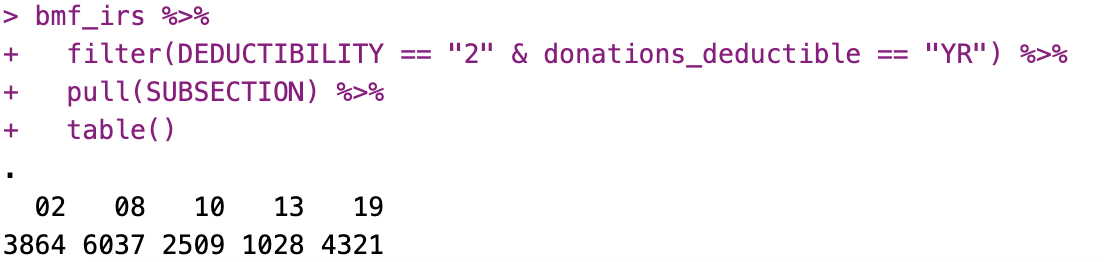 > bmf_irs %>%
+   filter(DEDUCTIBILITY == "2" & donations_deductible == "YR") %>%
+   pull(SUBSECTION) %>%
+   table()
.
  02   08   10   13   19
3864 6037 2509 1028 4321